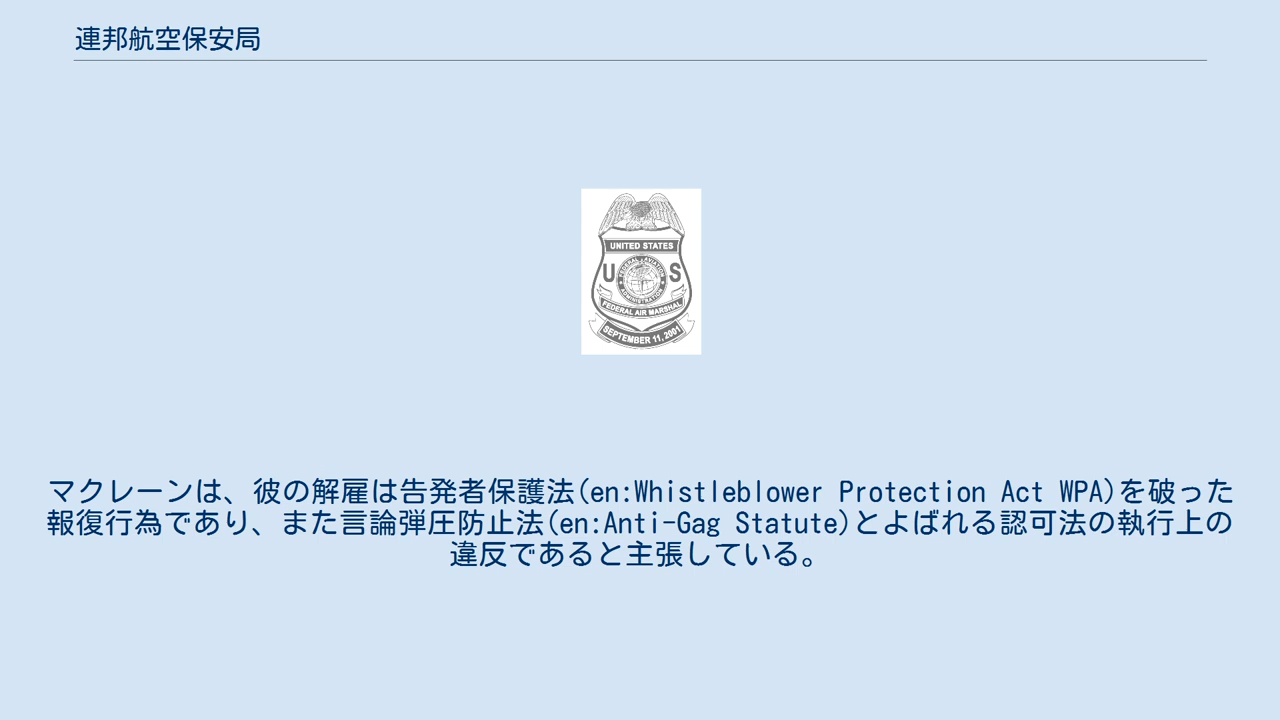 連邦航空保安局
UNITED STATES
U S
FEDERAL AVIATION
ADMINISTRATION
FEDERAL AIR MARSHAL
SEPTEMBER 11, 2001
マクレーンは、彼の解雇は告発者保護法(en:Whistleblower Protection Act WPA)を破った
報復行為であり、また言論弾圧防止法(en:Anti-Gag Statute)とよばれる認可法の執行上の
違反であると主張している。